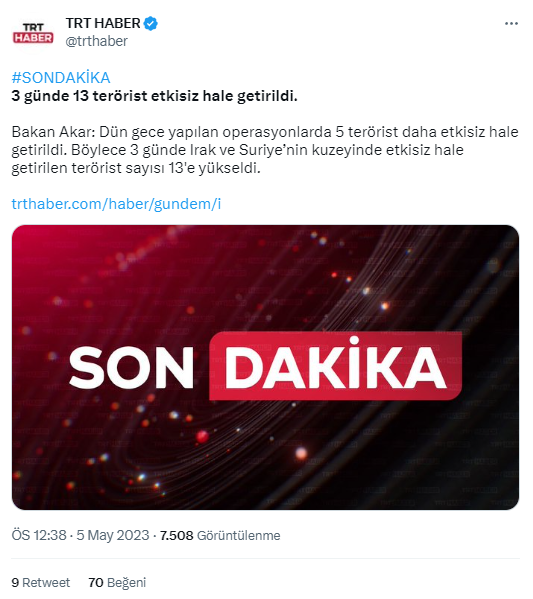 TRT HABER
@trthaber
TRT
HABER
#SONDAKİKA
3 günde 13 terörist etkisiz hale getirildi.
Bakan Akar: Dün gece yapılan operasyonlarda 5 terörist daha etkisiz hale
getirildi. Böylece 3 günde Irak ve Suriye’nin kuzeyinde etkisiz hale
getirilen terörist sayısı 13'e yükseldi.
trthaber.com/haber/gundem/i
SON DAKİKA
ÖS 12:38 · 5 May 2023 · 7.508 Görüntülenme
9 Retweet 70 Beğeni